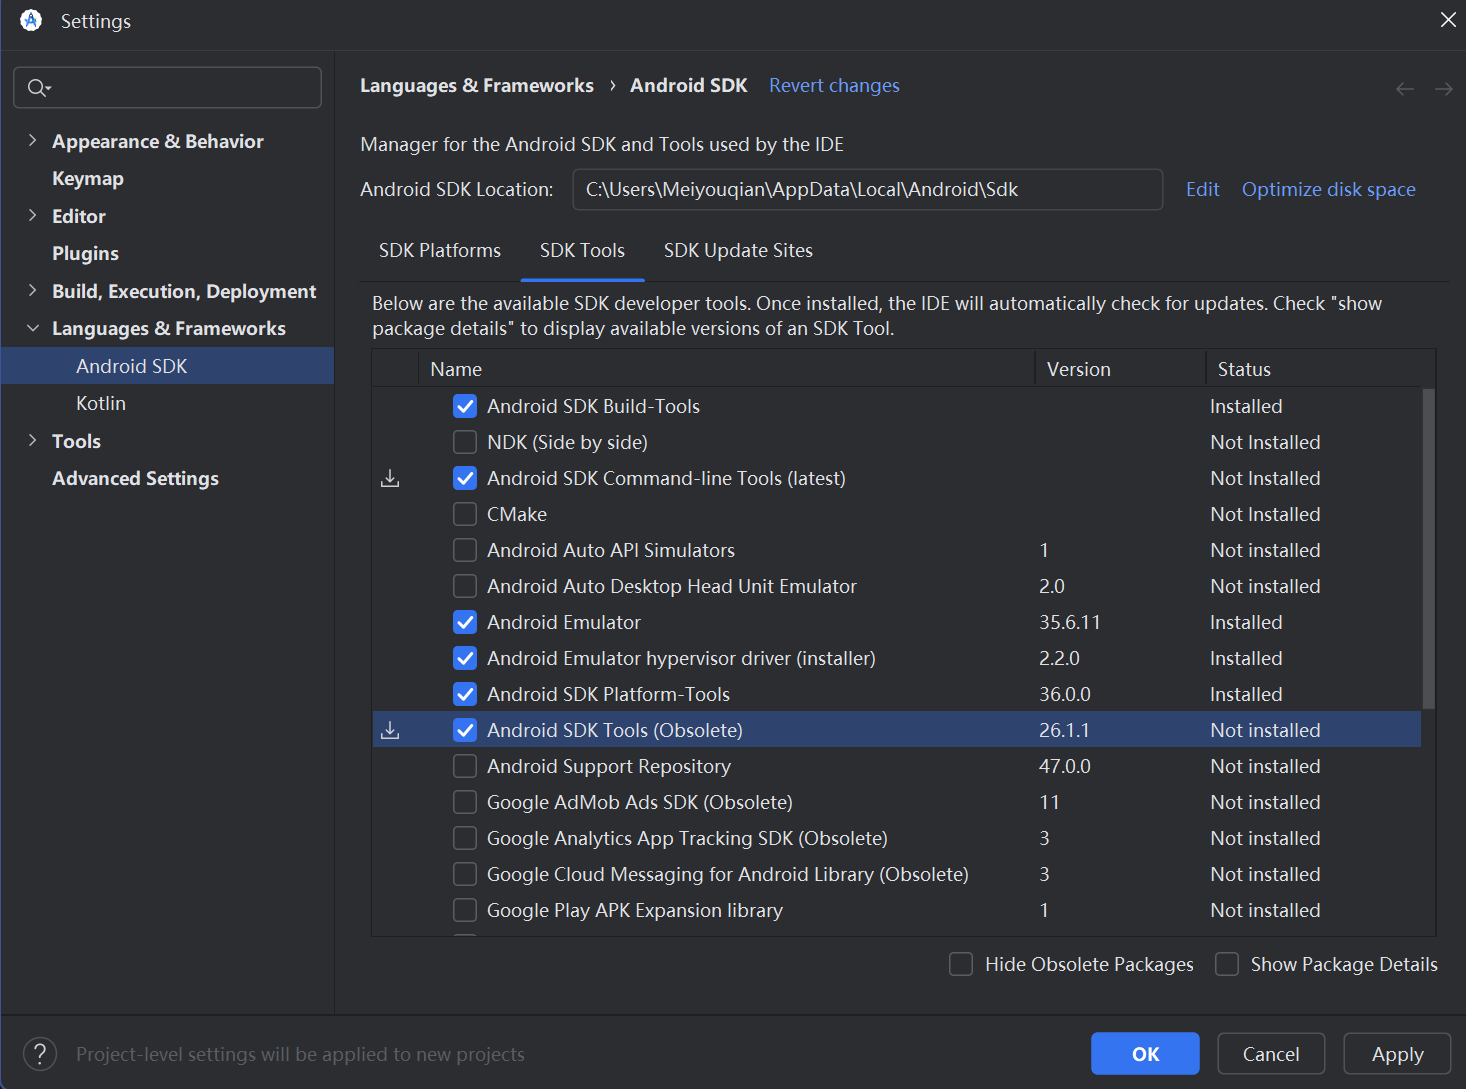 Settings
Languages & Frameworks › Android SDK Revert changes
Appearance & Behavior
Keymap
Editor
Plugins
Build, Execution, Deployment
Languages & Frameworks
Android SDK
Kotlin
Tools
Advanced Settings
Manager for the Android SDK and Tools used by the IDE
Android SDK Location: C:\Users\Meiyouqian\AppData\Local\Android\Sdk Edit Optimize disk space
SDK Platforms SDK Tools SDK Update Sites
Below are the available SDK developer tools. Once installed, the IDE will automatically check for updates. Check "show
package details" to display available versions of an SDK Tool.
Name Version Status
Android SDK Build-Tools Installed
NDK (Side by side) Not Installed
Android SDK Command-line Tools (latest) Not Installed
CMake Not Installed
Android Auto API Simulators 1 Not installed
Android Auto Desktop Head Unit Emulator 2.0 Not installed
Android Emulator 35.6.11 Installed
Android Emulator hypervisor driver (installer) 2.2.0 Installed
Android SDK Platform-Tools 36.0.0 Installed
Android SDK Tools (Obsolete) 26.1.1 Not installed
Android Support Repository 47.0.0 Not installed
Google AdMob Ads SDK (Obsolete) 11 Not installed
Google Analytics App Tracking SDK (Obsolete) 3 Not installed
Google Cloud Messaging for Android Library (Obsolete) 3 Not installed
Google Play APK Expansion library 1 Not installed
Hide Obsolete Packages Show Package Details
? Project-level settings will be applied to new projects
OK Cancel Apply